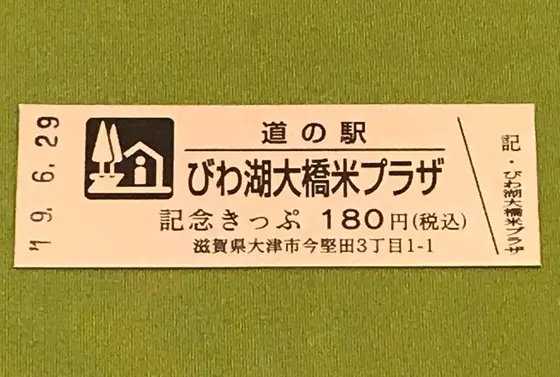 19.6.29
道の駅
びわ湖大橋米プラザ
記念きっぷ 180円(税込)
滋賀県大津市今堅田3丁目1-1
記・びわ湖大橋米プラザ